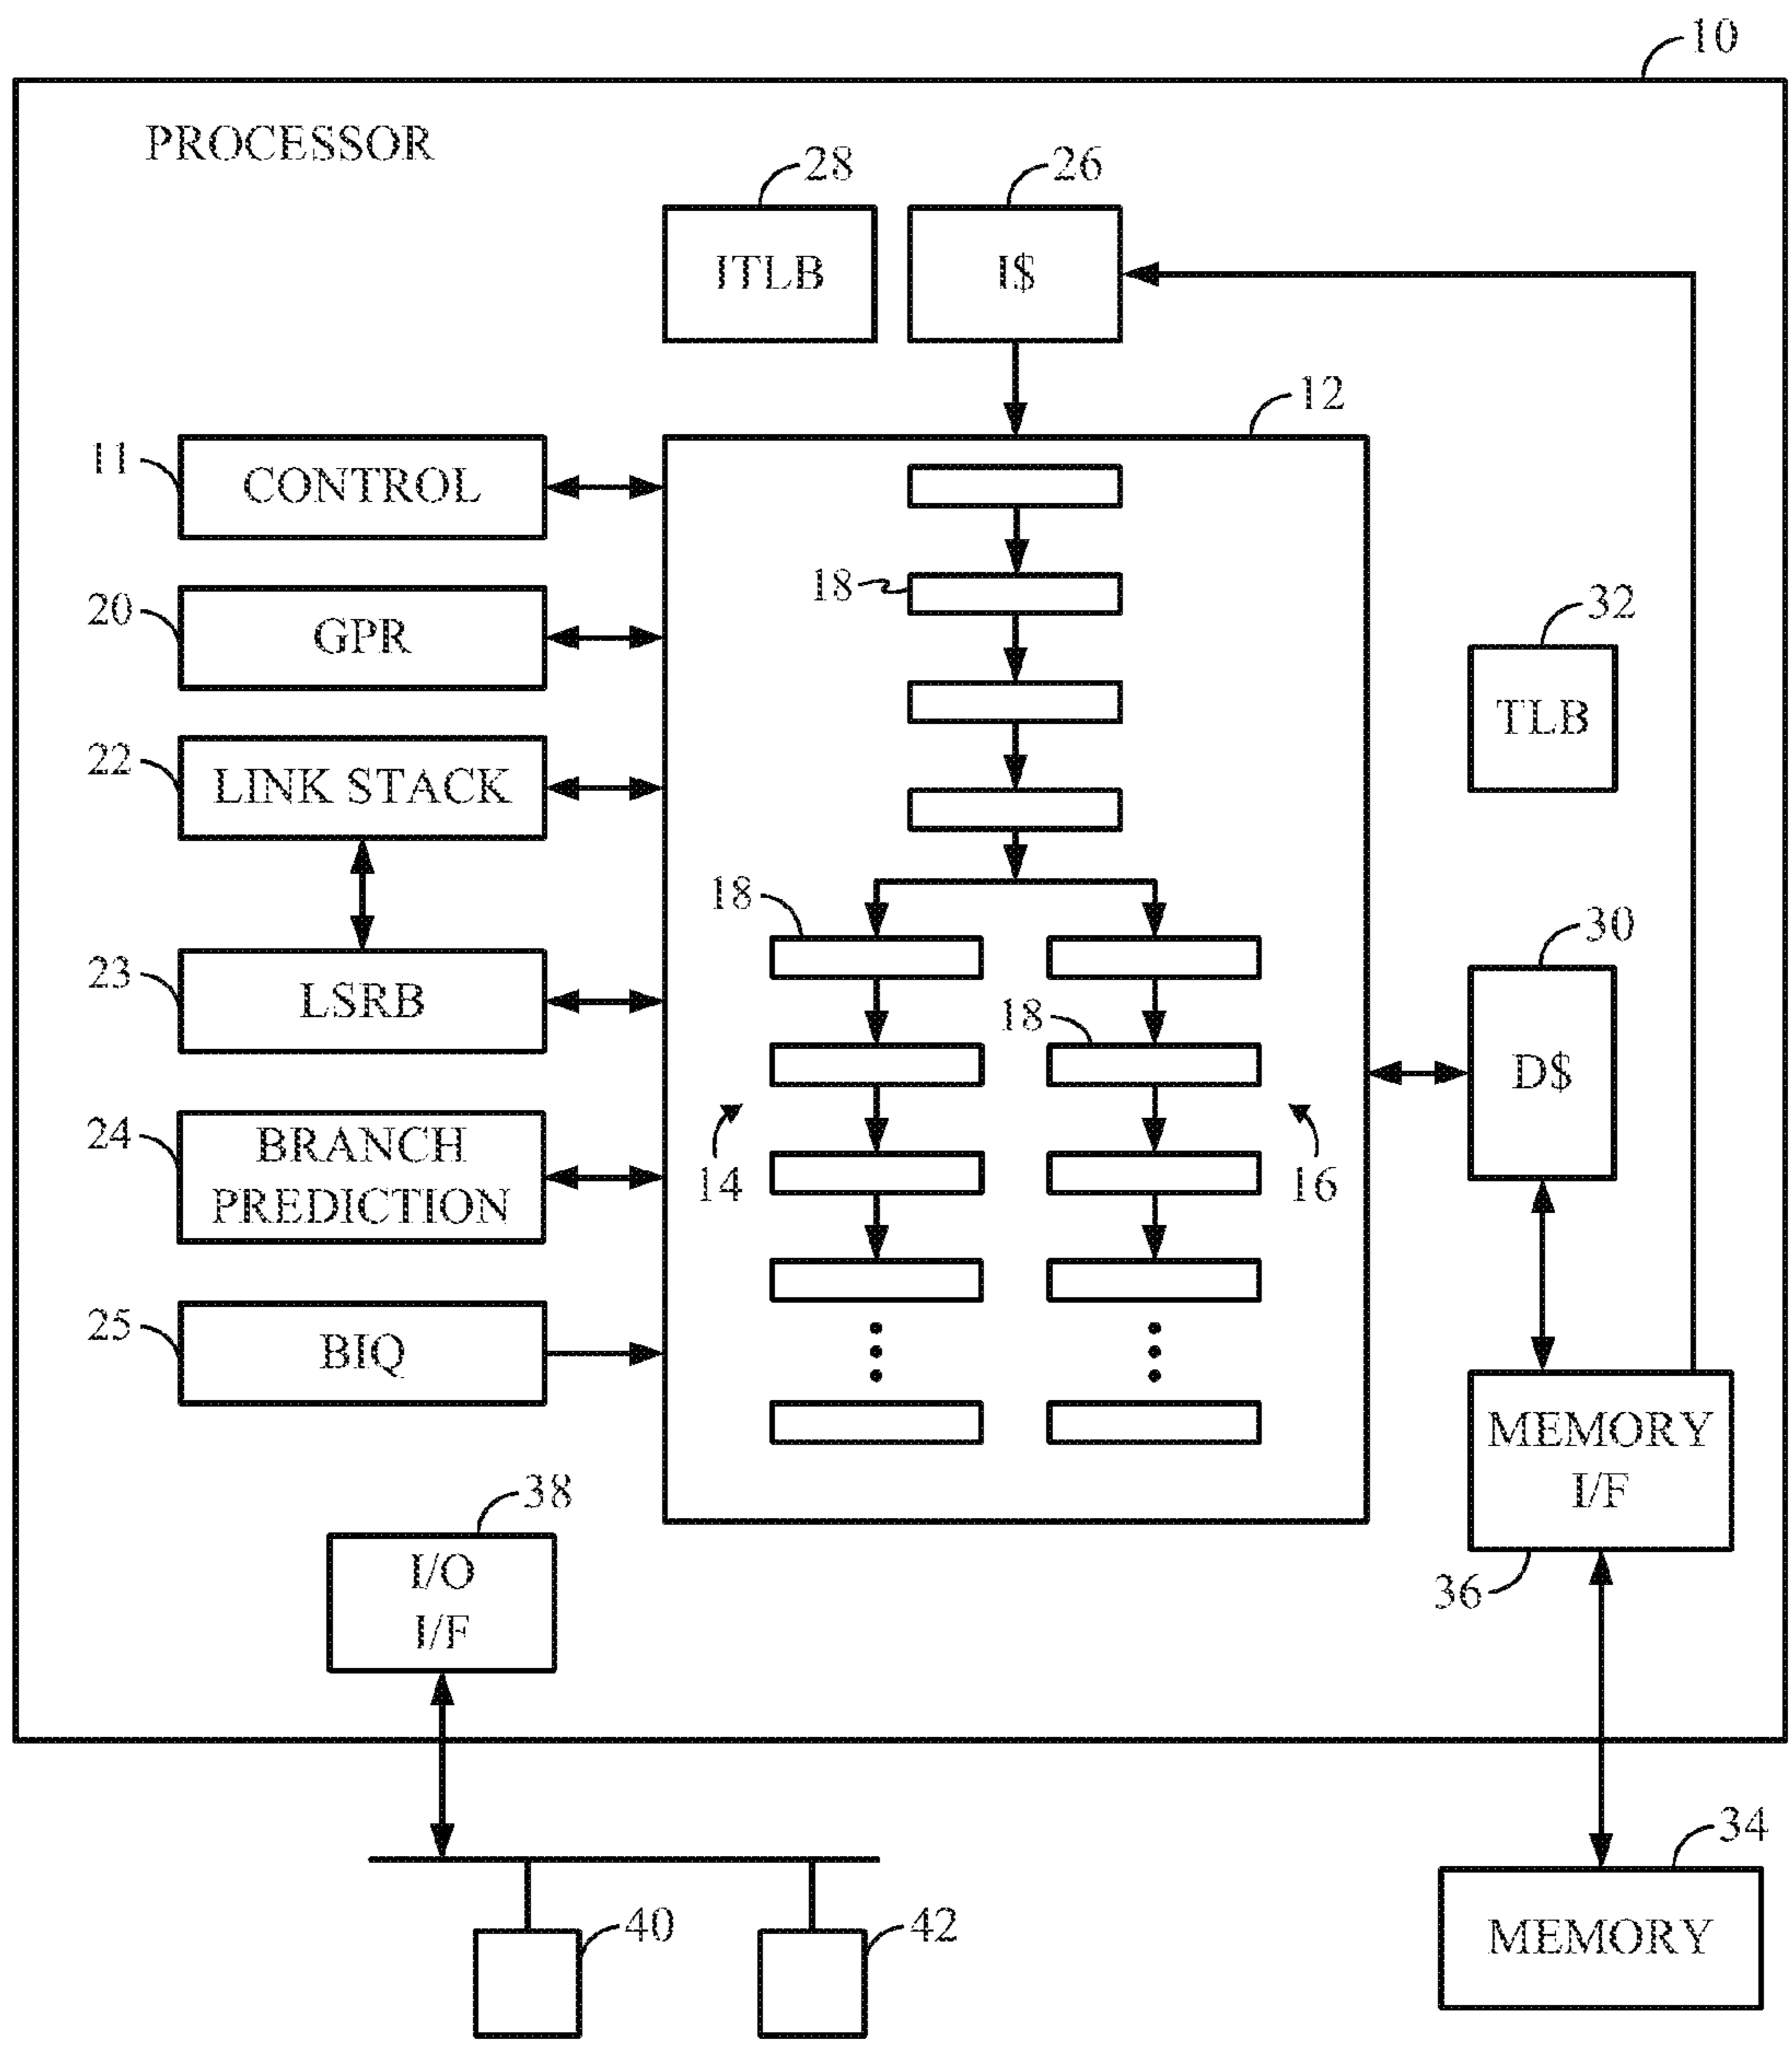 10
PROCESSOR
28
26
ITLB
I$
12
11
CONTROL
18
20
GPR
32
TLB
22
LINK STACK
18
30
23
LSRB
18
D$
24
BRANCH
PREDICTION
14
16
25
BIQ
MEMORY
I/F
38
I/O
I/F
36
34
MEMORY
40
42